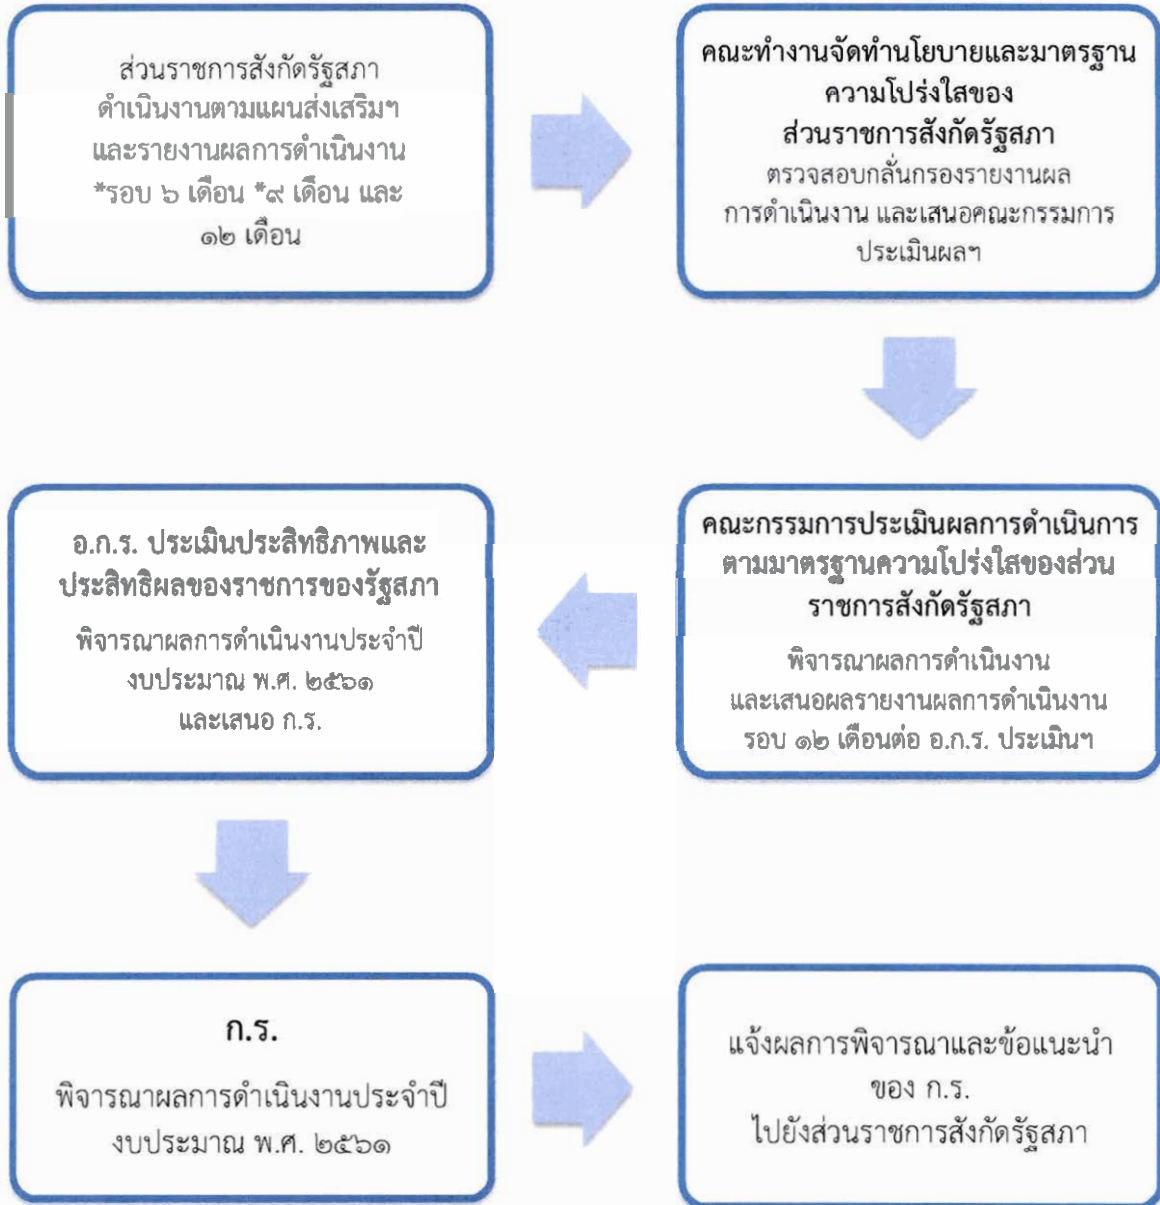 ส่วนราชการสังกัดรัฐสภา
ดำเนินงานตามแผนส่งเสริมฯ
และรายงานผลการดำเนินงาน
*รอบ ๖ เดือน *๙ เดือน และ
๑๒ เดือน
คณะทำงานจัดทำนโยบายและมาตรฐาน
ความโปร่งใสของ
ส่วนราชการสังกัดรัฐสภา
ตรวจสอบกลั่นกรองรายงานผล
การดำเนินงาน และเสนอคณะกรรมการ
ประเมินผลฯ
คณะกรรมการประเมินผลการดำเนินการ
ตามมาตรฐานความโปร่งใสของส่วน
ราชการสังกัดรัฐสภา
พิจารณาผลการดำเนินงาน
และเสนอผลรายงานผลการดำเนินงาน
รอบ ๑๒ เดือนต่อ อ.ก.ร. ประเมินฯ
อ.ก.ร. ประเมินประสิทธิภาพและ
ประสิทธิผลของราชการของรัฐสภา
พิจารณาผลการดำเนินงานประจำปี
งบประมาณ พ.ศ. ๒๕๖๑
และเสนอ ก.ร.
ก.ร.
พิจารณาผลการดำเนินงานประจำปี
งบประมาณ พ.ศ. ๒๕๖๑
แจ้งผลการพิจารณาและข้อแนะนำ
ของ ก.ร.
ไปยังส่วนราชการสังกัดรัฐสภา